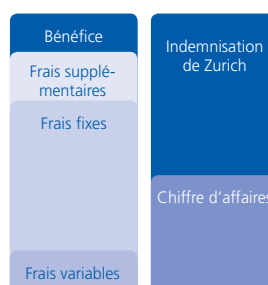 Bénéfice
Frais supplé-
mentaires
Frais fixes
Frais variables
Indemnisation
de Zurich
Chiffre d'affaires